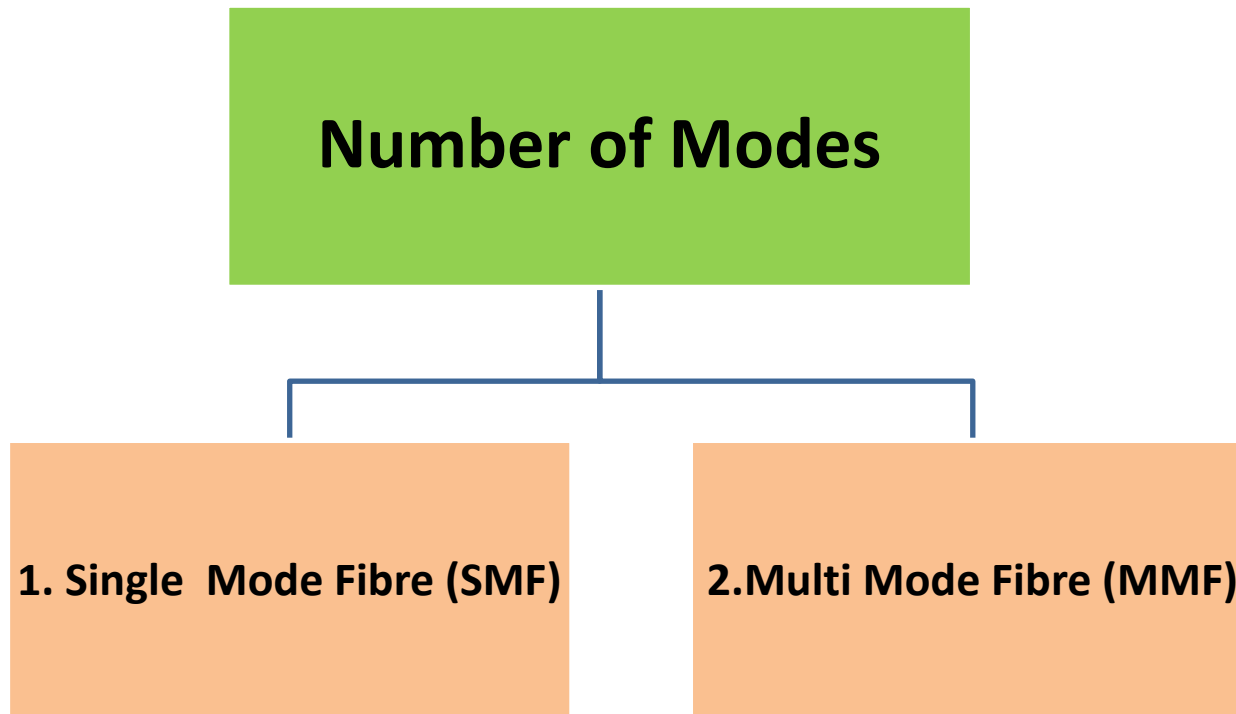 Number of Modes
1. Single Mode Fibre (SMF)
2.Multi Mode Fibre (MMF)